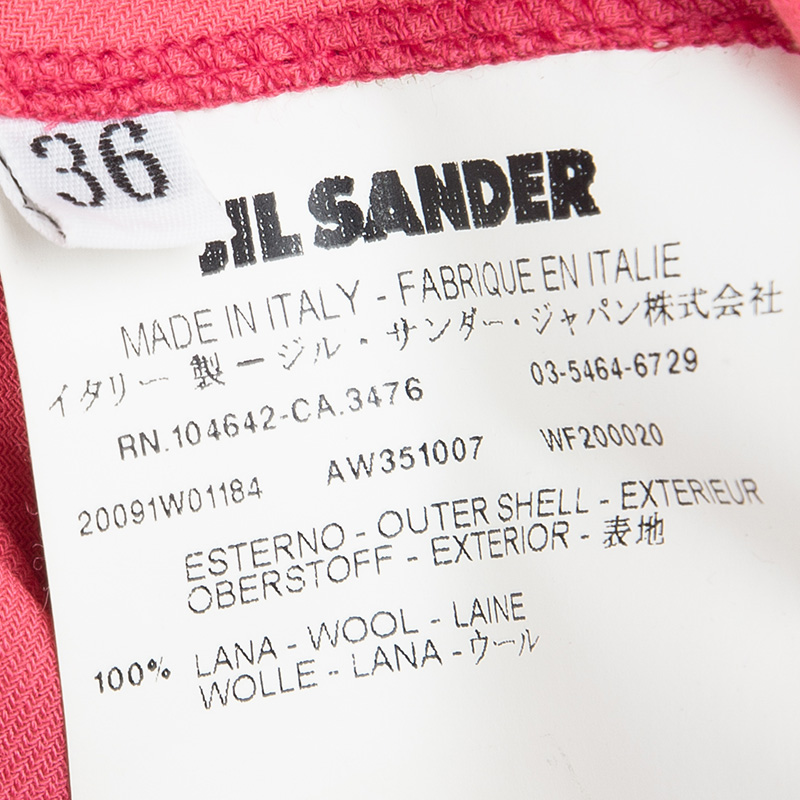 36
JIL SANDER
MADE IN ITALY - FABRIQUE EN ITALIE
イタリー 製 ージル・サンダー・ジャパン株式会社
RN.104642-CA.3476 03-5464-6729
20091W01184 AW351007 WF200020
ESTERNO - OUTER SHELL - EXTERIEUR
OBERSTOFF - EXTERIOR - 表地
100% LANA - WOOL - LAINE
WOLLE - LANA - ウール